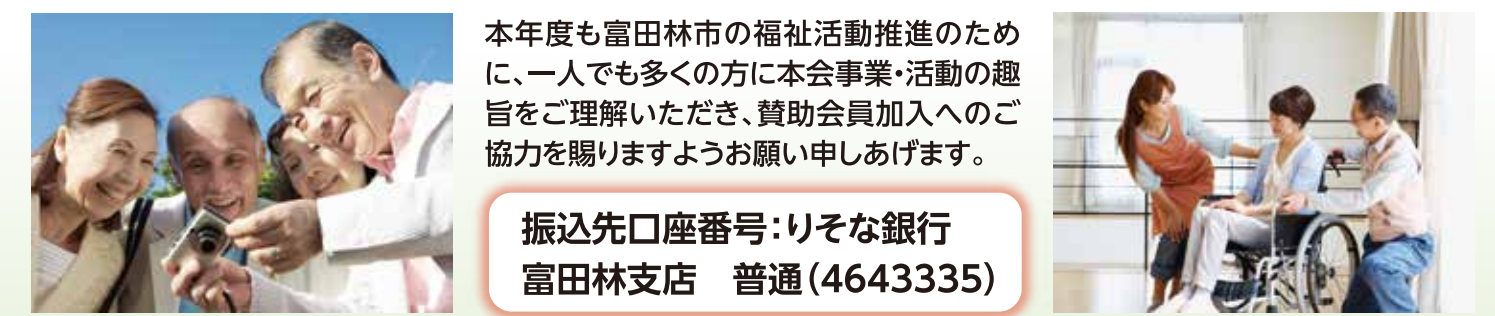 本年度も富田林市の福祉活動推進のため
に、一人でも多くの方に本会事業・活動の趣
旨をご理解いただき、賛助会員加入へのご
協力を賜りますようお願い申しあげます。
振込先口座番号：りそな銀行
富田林支店　普通（4643335）